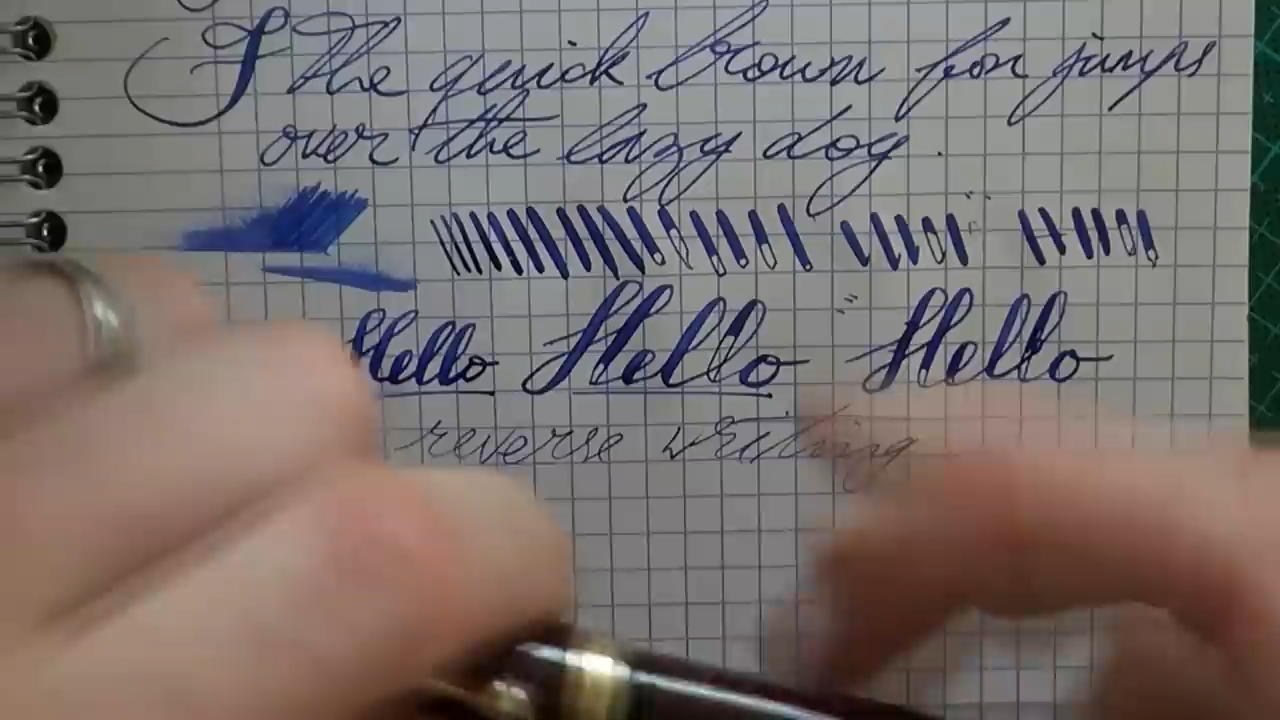 F The quick brown fox jumps
over the lazy dog.
Hello Hello Hello
reverse writing